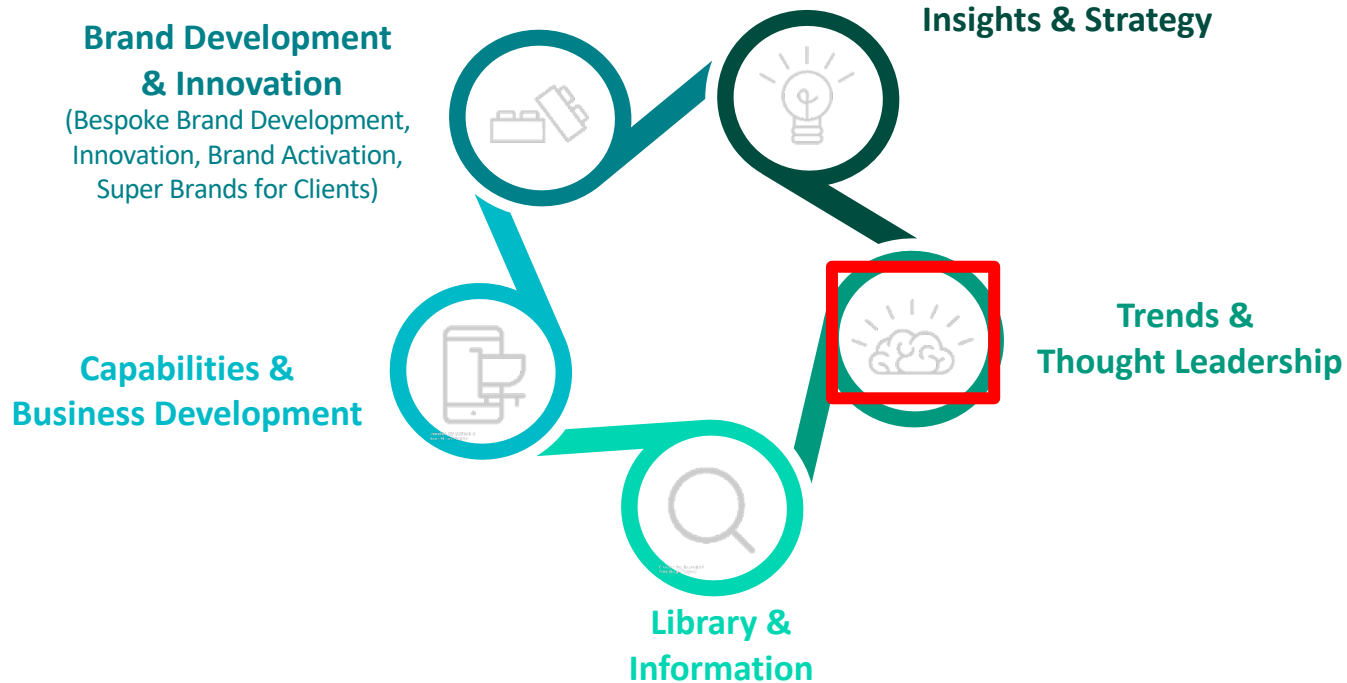 Insights & Strategy
Brand Development
& Innovation
(Bespoke Brand Development,
Innovation, Brand Activation,
Super Brands for Clients)
Trends &
Thought Leadership
Capabilities &
Business Development
Library &
Information